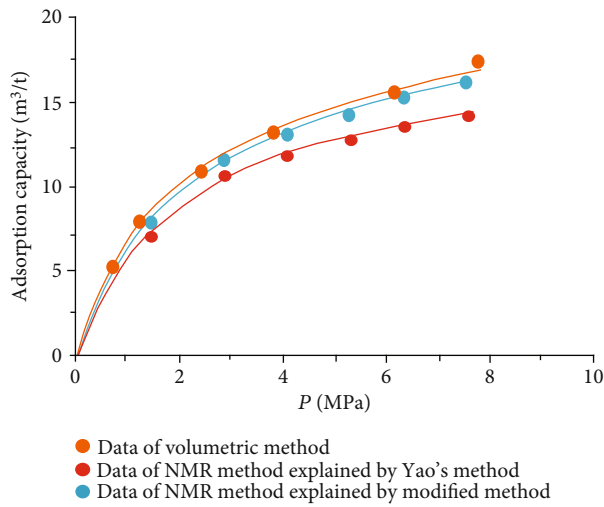 20
15
10
5
0
Adsorption capacity (m³/t)
0 2 4 6 8 10
P (MPa)
Data of volumetric method
Data of NMR method explained by Yao's method
Data of NMR method explained by modified method